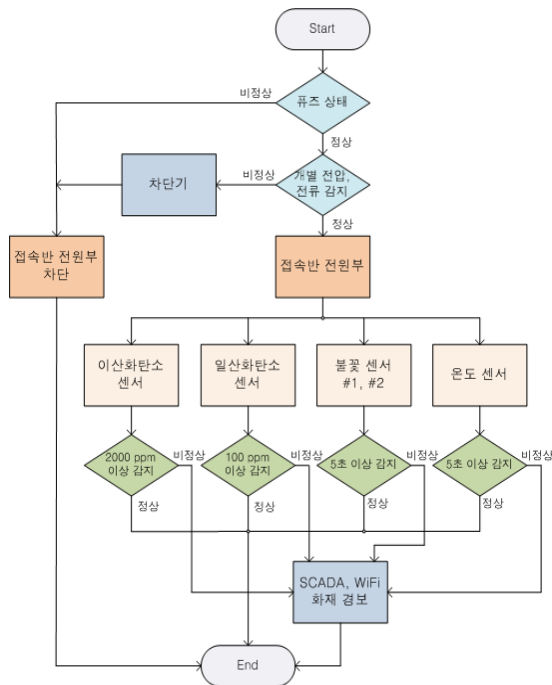 Start
비정상
퓨즈 상태
정상
차단기
비정상
개별 전압,
전류 감지
정상
접속반 전원부
차단
접속반 전원부
이산화탄소
센서
일산화탄소
센서
불꽃 센서
#1, #2
온도 센서
2000 ppm
이상 감지
비정상
100 ppm
이상 감지
비정상
5초 이상 감지
비정상
5초 이상 감지
비정상
정상
정상
정상
정상
SCADA, WiFi
화재 경보
End